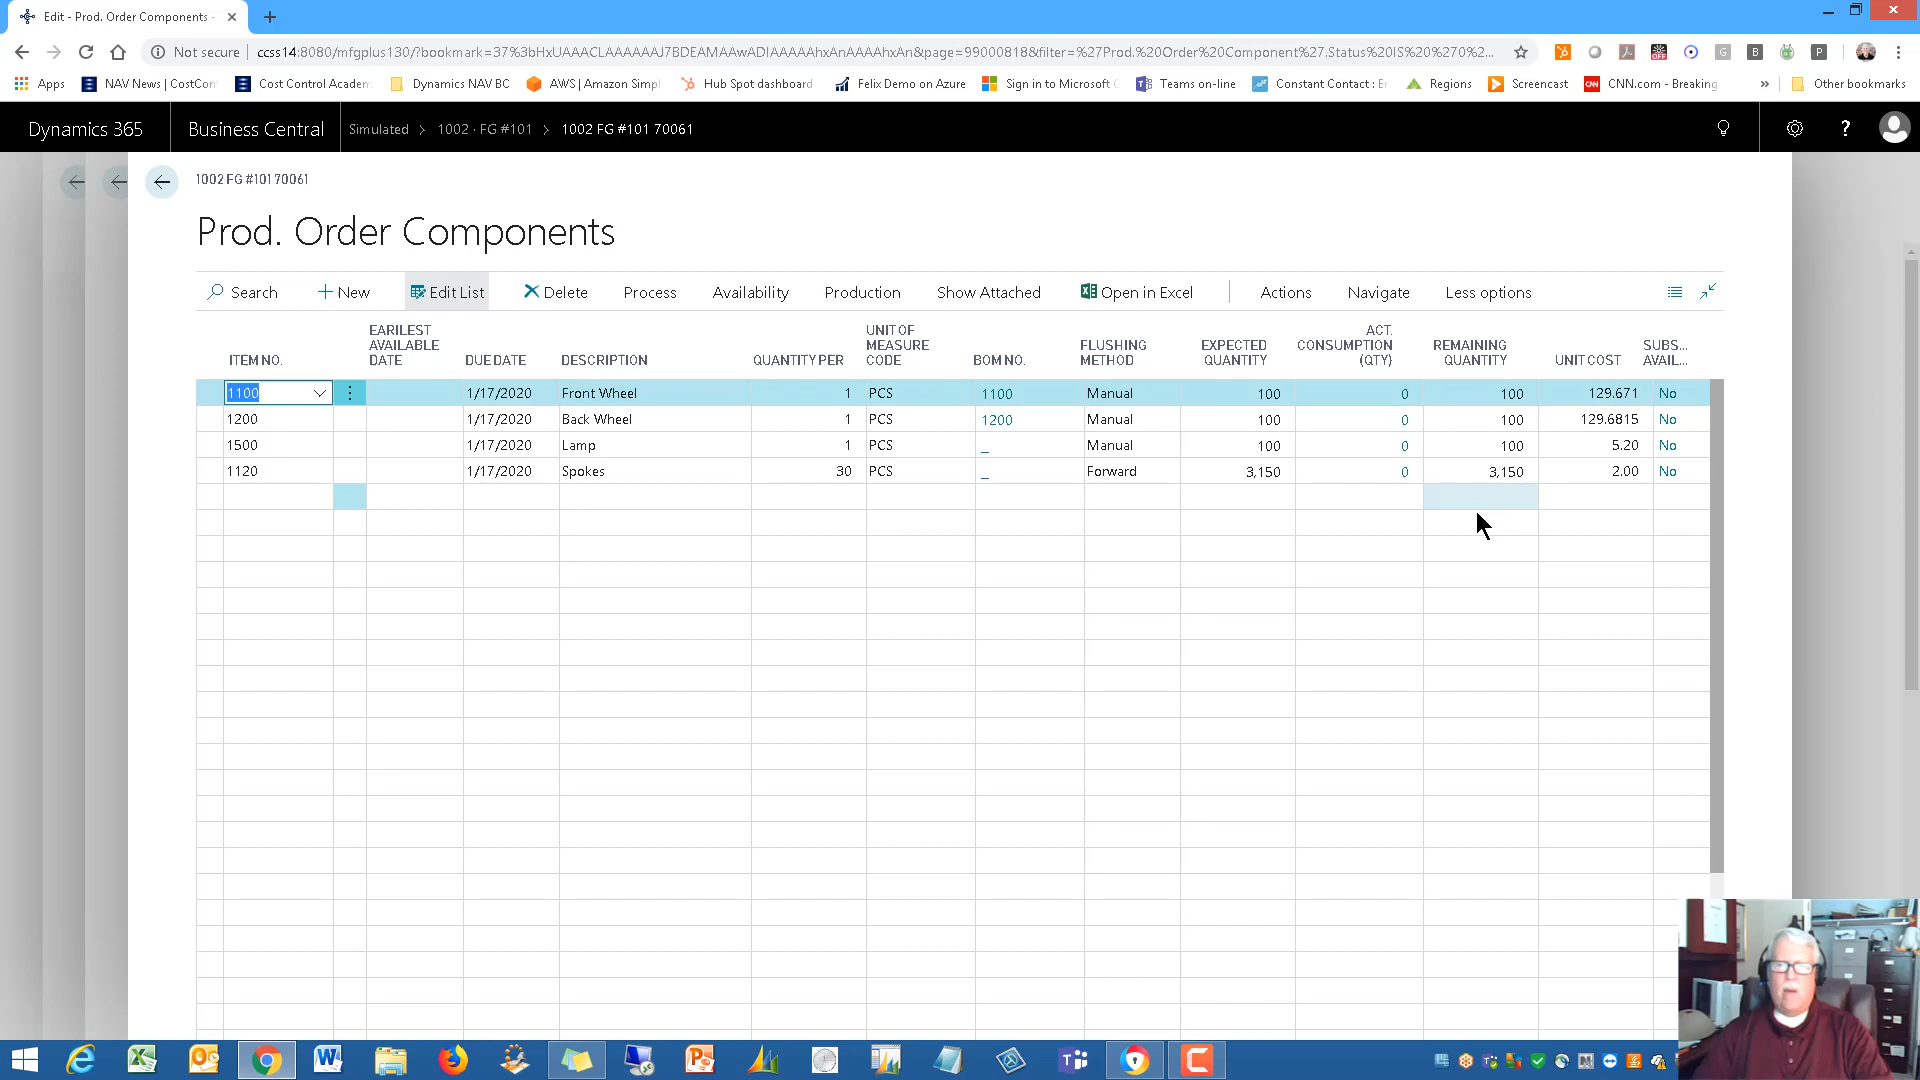 Edit - Prod. Order Components -
Not secure ccss14:8080/mfgplus130/?bookmark=37%3bHxUAAACLAAAAAAJ7BDEAMAAwADIAAAAAhxAnAAAAhxAn&page=99000818&filter=%27Prod.%20Order%20Component%27.Status%20IS%20%270%2...
Apps NAV News | CostCont Cost Control Academ Dynamics NAV BC AWS | Amazon Simpl Hub Spot dashboard Felix Demo on Azure Sign in to Microsoft Teams on-line Constant Contact : Er Regions Screencast CNN.com - Breaking » Other bookmarks
Dynamics 365 Business Central Simulated > 1002 · FG #101 > 1002 FG #101 70061 ?
1002 FG #101 70061
Prod. Order Components
Search + New Edit List Delete Process Availability Production Show Attached Open in Excel Actions Navigate Less options
ITEM NO. EARILEST AVAILABLE DATE DUE DATE DESCRIPTION QUANTITY PER UNIT OF MEASURE CODE BOM NO. FLUSHING METHOD EXPECTED QUANTITY ACT. CONSUMPTION (QTY) REMAINING QUANTITY UNIT COST SUBS... AVAIL...
1100 1/17/2020 Front Wheel 1 PCS 1100 Manual 100 0 100 129.671 No
1200 1/17/2020 Back Wheel 1 PCS 1200 Manual 100 0 100 129.6815 No
1500 1/17/2020 Lamp 1 PCS _ Manual 100 0 100 5.20 No
1120 1/17/2020 Spokes 30 PCS _ Forward 3,150 0 3,150 2.00 No